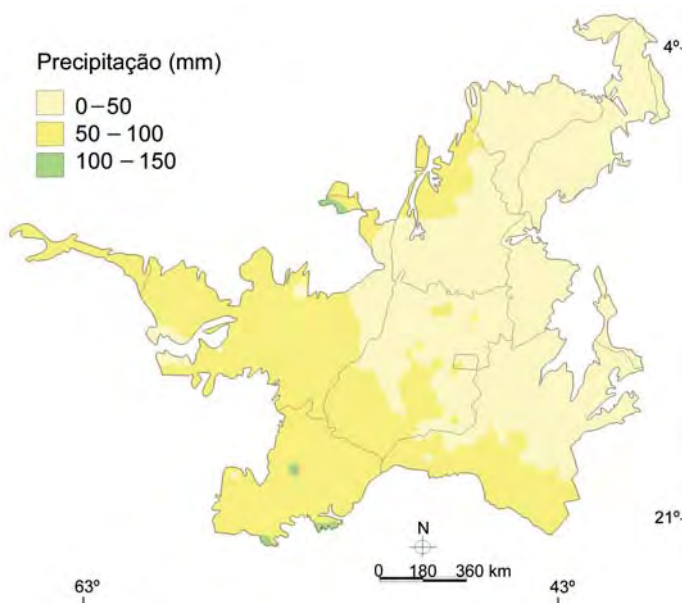 Precipitação (mm)
0–50
50 – 100
100 – 150
4º
21º
N
0 180 360 km
63º
43º